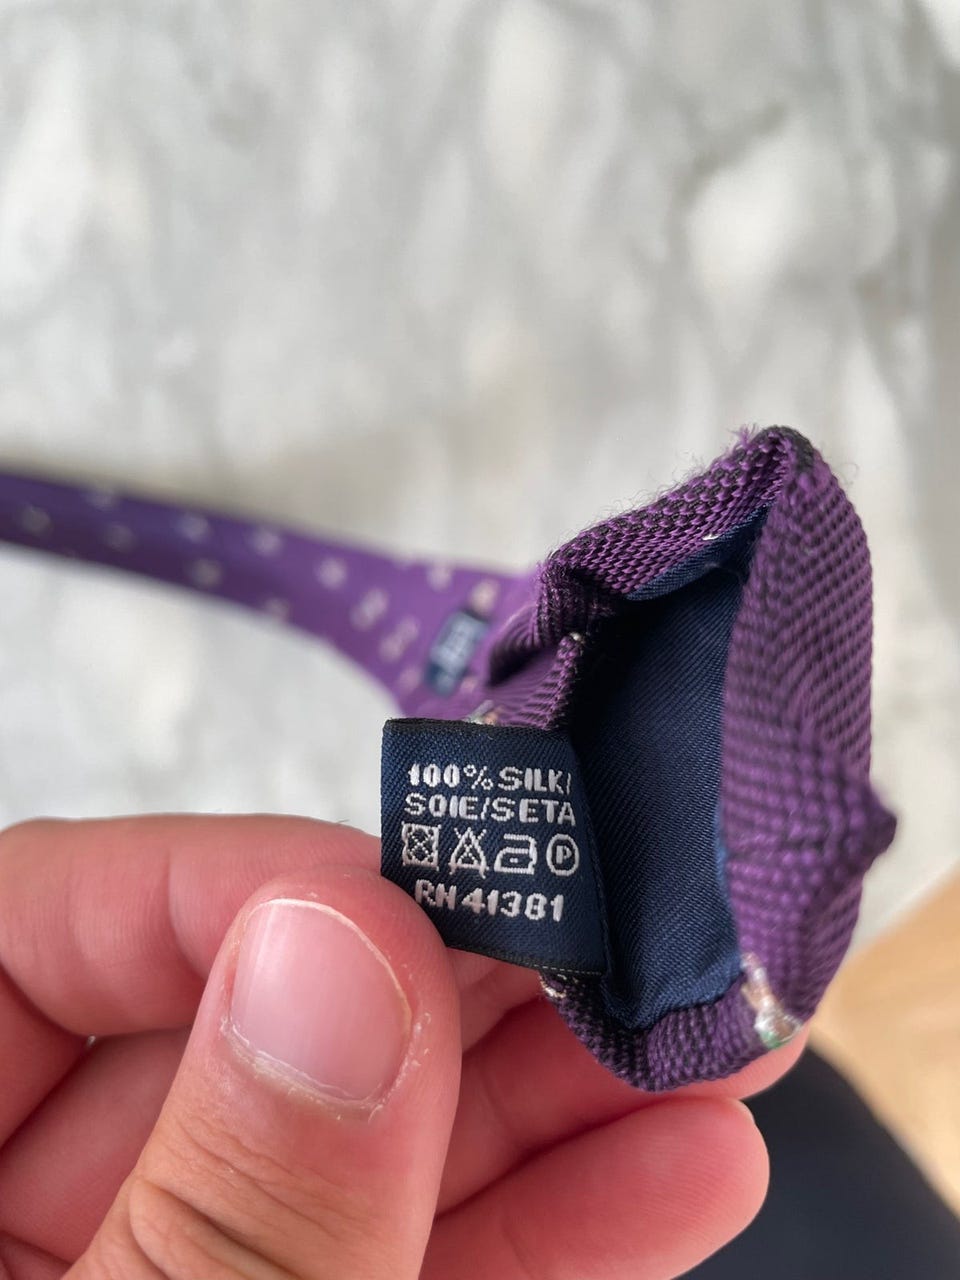 100% SILK/
SOIE/SETA
P
RN 41381